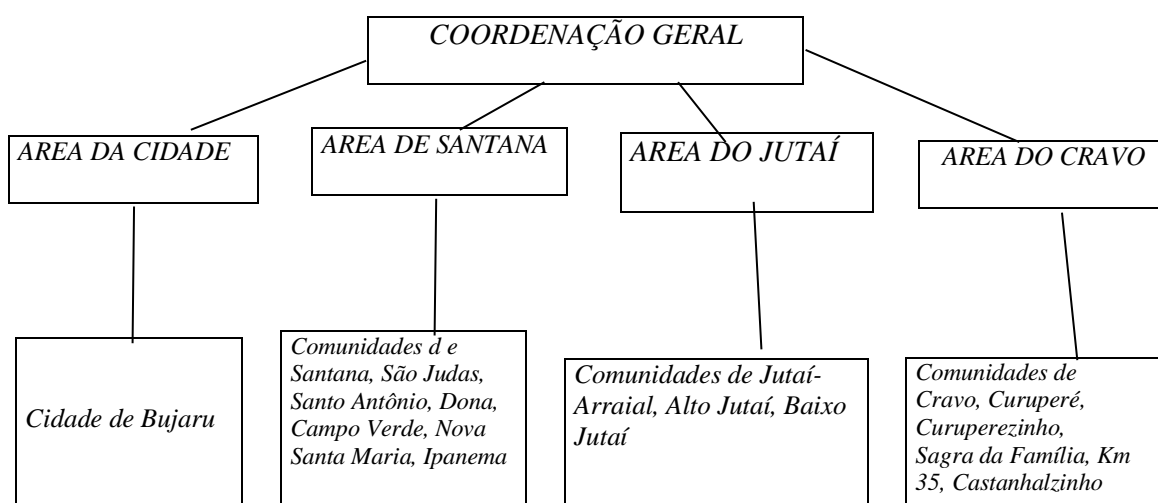 COORDENAÇÃO GERAL
AREA DA CIDADE
AREA DE SANTANA
AREA DO JUTAÍ
AREA DO CRAVO
Cidade de Bujaru
Comunidades d e
Santana, São Judas,
Santo Antônio, Dona,
Campo Verde, Nova
Santa Maria, Ipanema
Comunidades de Jutaí-
Arraial, Alto Jutaí, Baixo
Jutaí
Comunidades de
Cravo, Curuperé,
Curuperezinho,
Sagra da Família, Km
35, Castanhalzinho